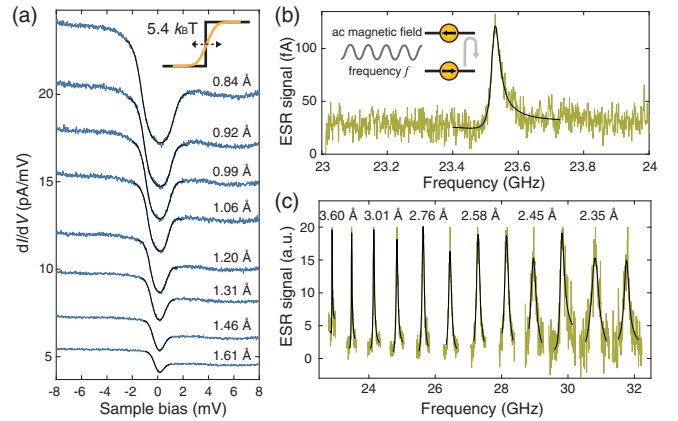 (a)
5.4 kBT
20
15
10
5
dI/dV (pA/mV)
0.84 Å
0.92 Å
0.99 Å
1.06 Å
1.20 Å
1.31 Å
1.46 Å
1.61 Å
-8 -6 -4 -2 0 2 4 6 8
Sample bias (mV)
(b)
ESR signal (fA)
100
50
0
ac magnetic field
frequency f
23 23.2 23.4 23.6 23.8 24
Frequency (GHz)
(c)
ESR signal (a.u.)
20
15
10
5
0
3.60 Å 3.01 Å 2.76 Å 2.58 Å 2.45 Å 2.35 Å
24 26 28 30 32
Frequency (GHz)